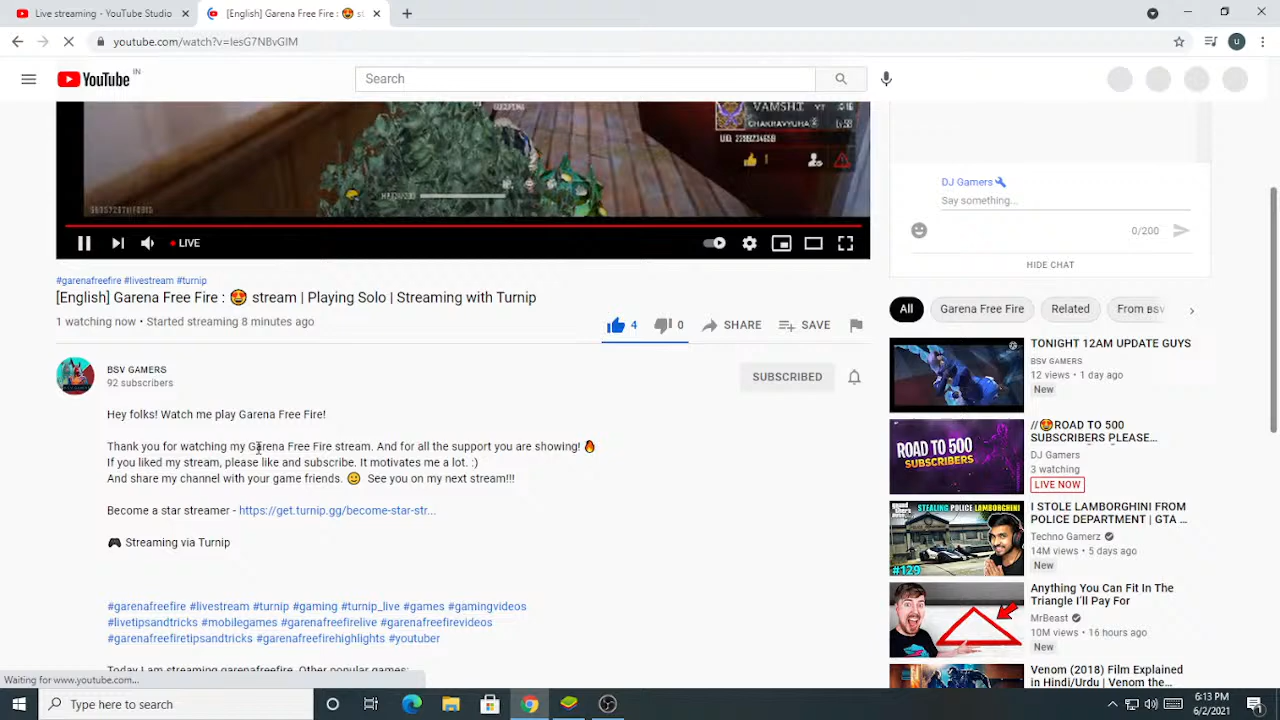 Live streaming - YouTube Studio
[English] Garena Free Fire : 😍 st
youtube.com/watch?v=IesG7NBvGIM
u
YouTube IN
Search
VAMSHI YT
CHAKRAVYUHA
Lv.58
LIVE
#garenafreefire #livestream #turnip
[English] Garena Free Fire : 😍 stream | Playing Solo | Streaming with Turnip
1 watching now • Started streaming 8 minutes ago
4
0
SHARE
SAVE
BSV GAMERS
92 subscribers
SUBSCRIBED
Hey folks! Watch me play Garena Free Fire!
Thank you for watching my Garena Free Fire stream. And for all the support you are showing! 🔥
If you liked my stream, please like and subscribe. It motivates me a lot. :)
And share my channel with your game friends. 🙂 See you on my next stream!!!
Become a star streamer - https://get.turnip.gg/become-star-str...
🎮 Streaming via Turnip
#garenafreefire #livestream #turnip #gaming #turnip_live #games #gamingvideos
#livetipsandtricks #mobilegames #garenafreefirelive #garenafreefirevideos
#garenafreefiretipsandtricks #garenafreefirehighlights #youtuber
Today I am streaming garenafreefire. Other popular games:
Waiting for www.youtube.com...
DJ Gamers
Say something...
0/200
HIDE CHAT
All
Garena Free Fire
Related
From BSV
TONIGHT 12AM UPDATE GUYS
BSV GAMERS
12 views • 1 day ago
New
ROAD TO 500
SUBSCRIBERS
//😍ROAD TO 500
SUBSCRIBERS PLEASE...
DJ Gamers
3 watching
LIVE NOW
STEALING POLICE LAMBORGHINI
#129
I STOLE LAMBORGHINI FROM
POLICE DEPARTMENT | GTA ...
Techno Gamerz
14M views • 5 days ago
New
Anything You Can Fit In The
Triangle I'll Pay For
MrBeast
10M views • 16 hours ago
New
Venom (2018) Film Explained
in Hindi/Urdu | Venom the
Type here to search
6:13 PM
6/2/2021
1